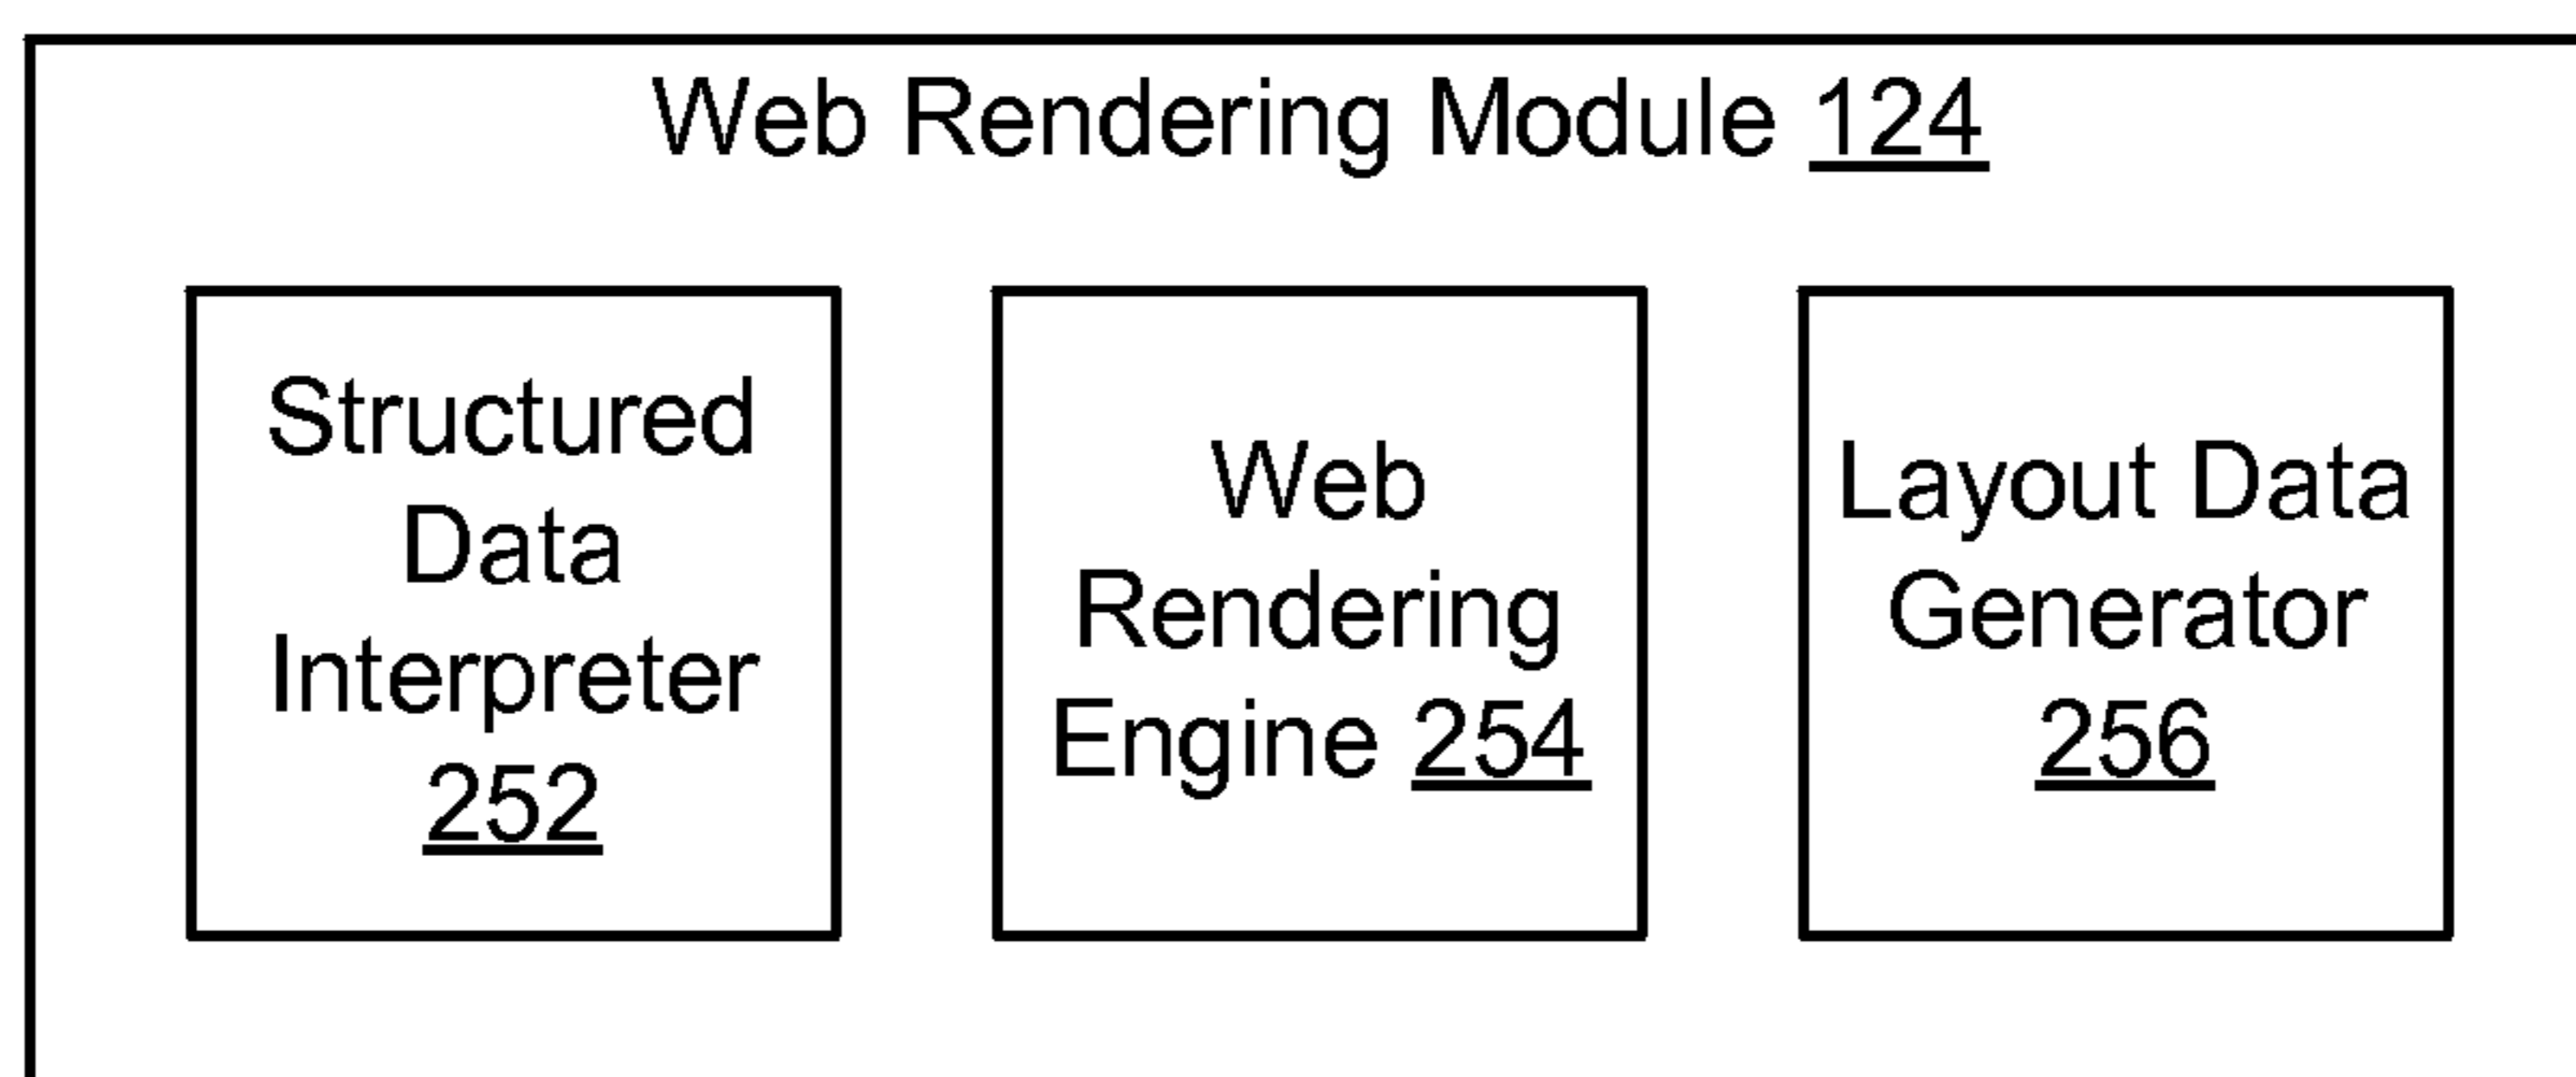 Web Rendering Module 124
Structured
Data
Interpreter
252
Web
Rendering
Engine 254
Layout Data
Generator
256